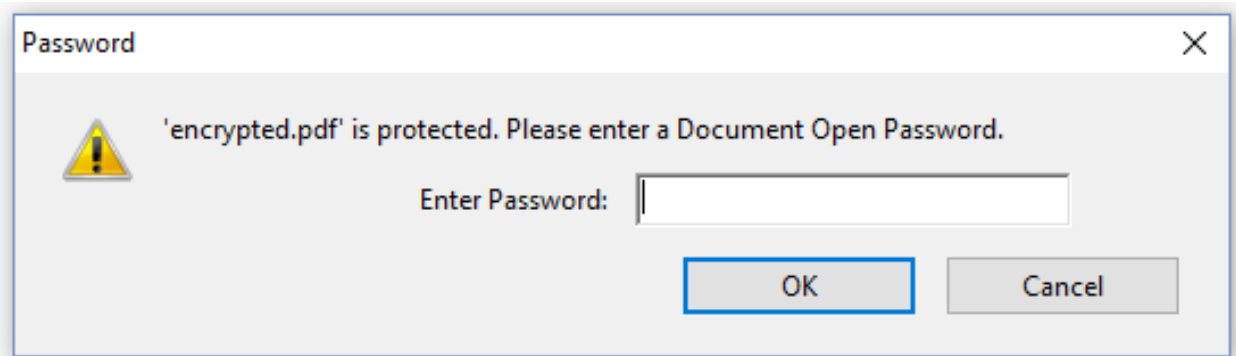 Password
'encrypted.pdf' is protected. Please enter a Document Open Password.
Enter Password:
OK Cancel